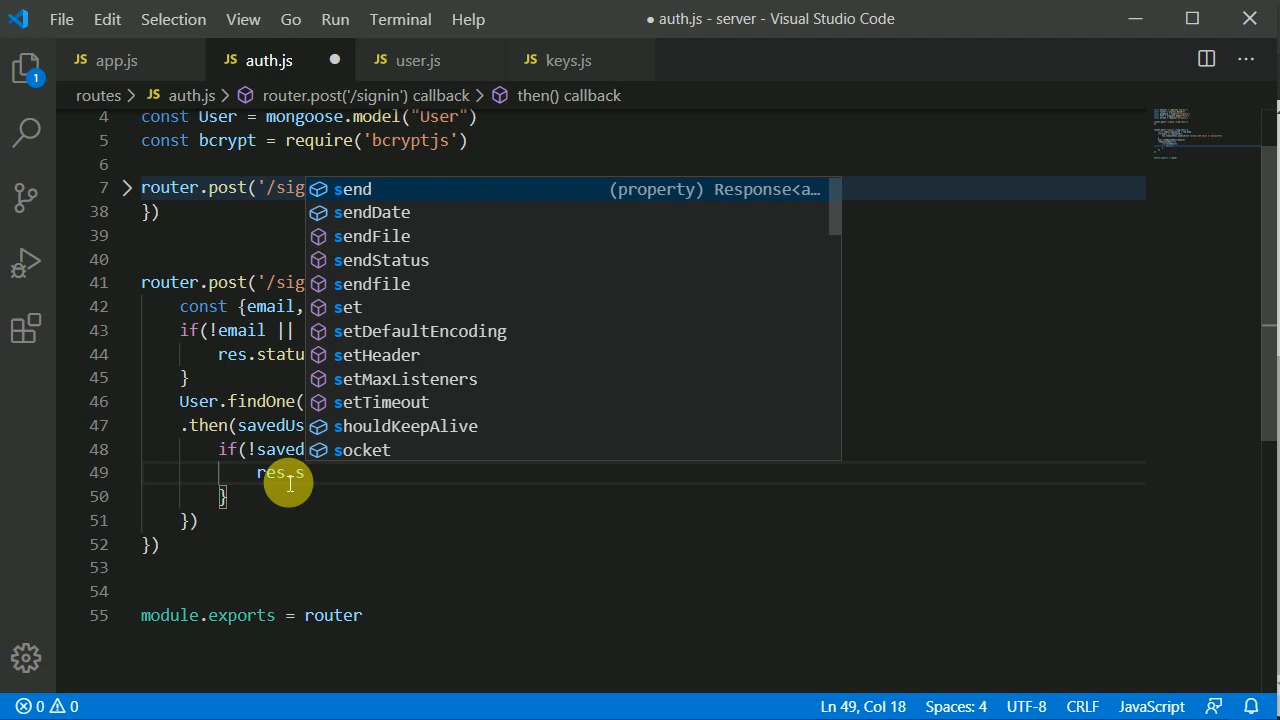 File Edit Selection View Go Run Terminal Help ● auth.js - server - Visual Studio Code
JS app.js JS auth.js ● JS user.js JS keys.js
1
routes > JS auth.js > router.post('/signin') callback > then() callback
4 const User = mongoose.model("User")
5 const bcrypt = require('bcryptjs')
6
7 router.post('/sig
send (property) Response<a…
38 })
sendDate
39
sendFile
40
sendStatus
41 router.post('/sig
sendfile
42 const {email,
set
43 if(!email ||
setDefaultEncoding
44 res.statu
setHeader
45 }
setMaxListeners
46 User.findOne(
setTimeout
47 .then(savedUs
shouldKeepAlive
48 if(!saved
socket
49 res.s
50 }
51 })
52 })
53
54
55 module.exports = router
0 0 Ln 49, Col 18 Spaces: 4 UTF-8 CRLF JavaScript